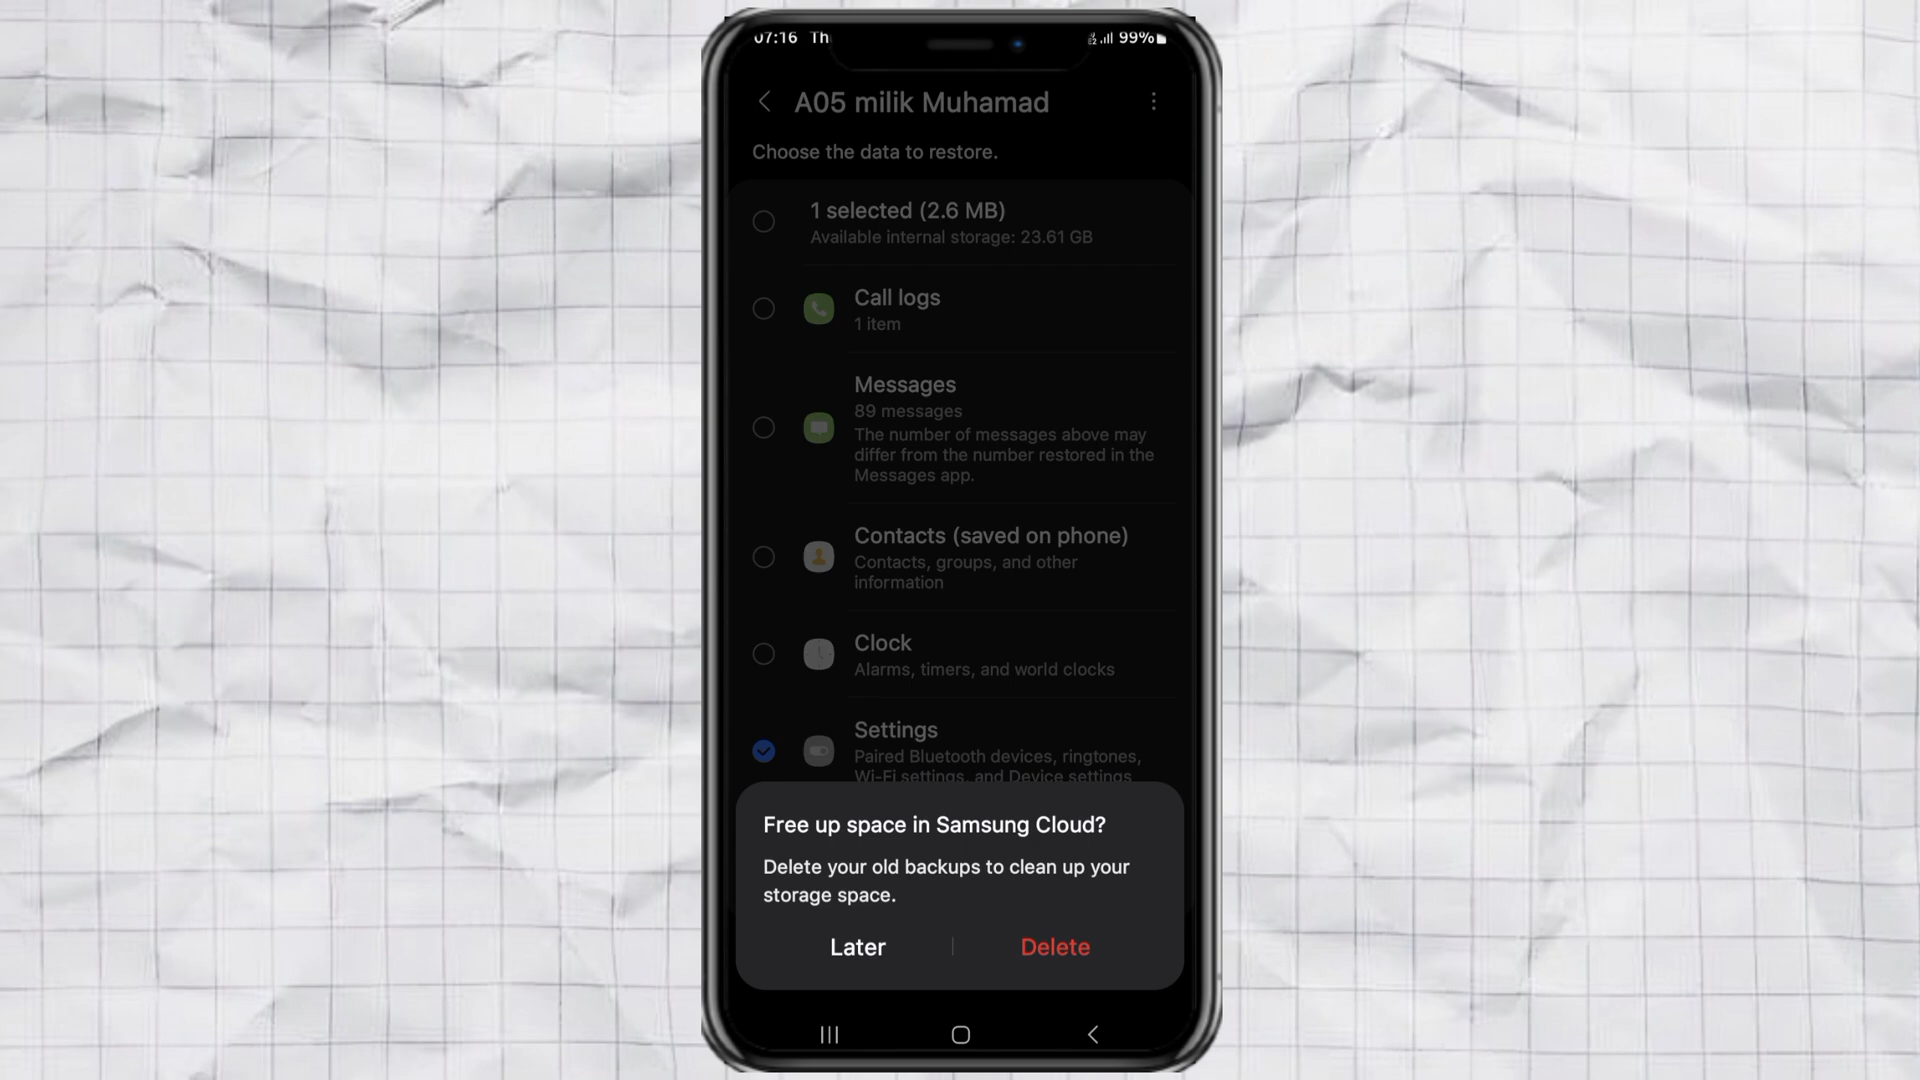 07:16 Th
99%
A05 milik Muhamad
Choose the data to restore.
1 selected (2.6 MB)
Available internal storage: 23.61 GB
Call logs
1 item
Messages
89 messages
The number of messages above may
differ from the number restored in the
Messages app.
Contacts (saved on phone)
Contacts, groups, and other
information
Clock
Alarms, timers, and world clocks
Settings
Paired Bluetooth devices, ringtones,
Wi-Fi settings, and Device settings
Free up space in Samsung Cloud?
Delete your old backups to clean up your
storage space.
Later
Delete